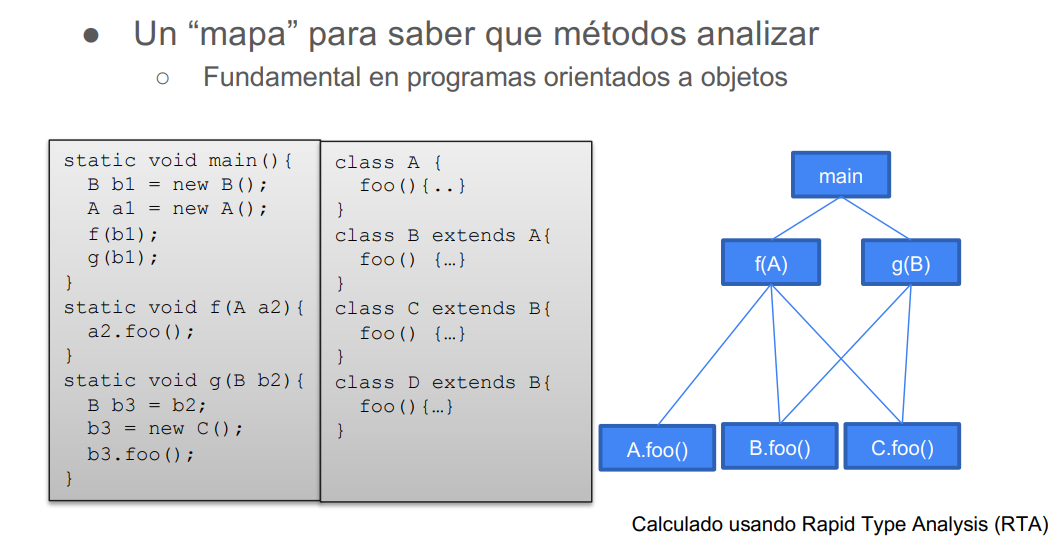 ● Un “mapa” para saber que métodos analizar
○ Fundamental en programas orientados a objetos
static void main(){
B b1 = new B();
A a1 = new A();
f(b1);
g(b1);
}
static void f(A a2){
a2.foo();
}
static void g(B b2){
B b3 = b2;
b3 = new C();
b3.foo();
}
class A {
foo(){..}
}
class B extends A{
foo() {…}
}
class C extends B{
foo() {…}
}
class D extends B{
foo(){…}
}
main
f(A)
g(B)
A.foo()
B.foo()
C.foo()
Calculado usando Rapid Type Analysis (RTA)